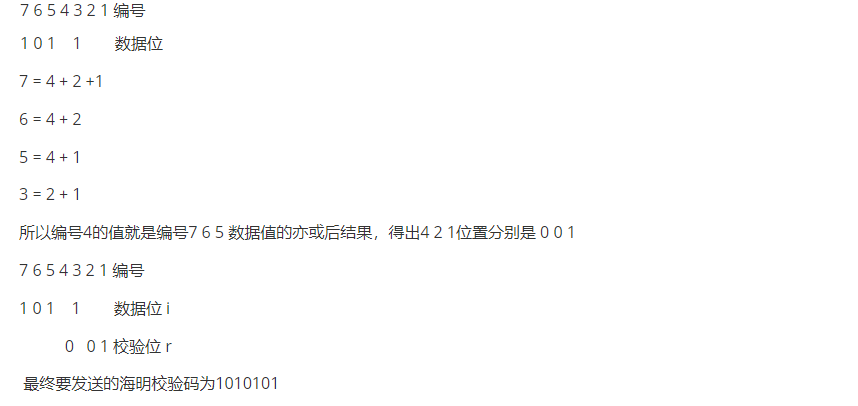 7 6 5 4 3 2 1 编号
1 0 1 1 数据位
7 = 4 + 2 +1
6 = 4 + 2
5 = 4 + 1
3 = 2 + 1
所以编号4的值就是编号7 6 5 数据值的亦或后结果，得出4 2 1位置分别是 0 0 1
7 6 5 4 3 2 1 编号
1 0 1 1 数据位 i
0 0 1 校验位 r
最终要发送的海明校验码为1010101